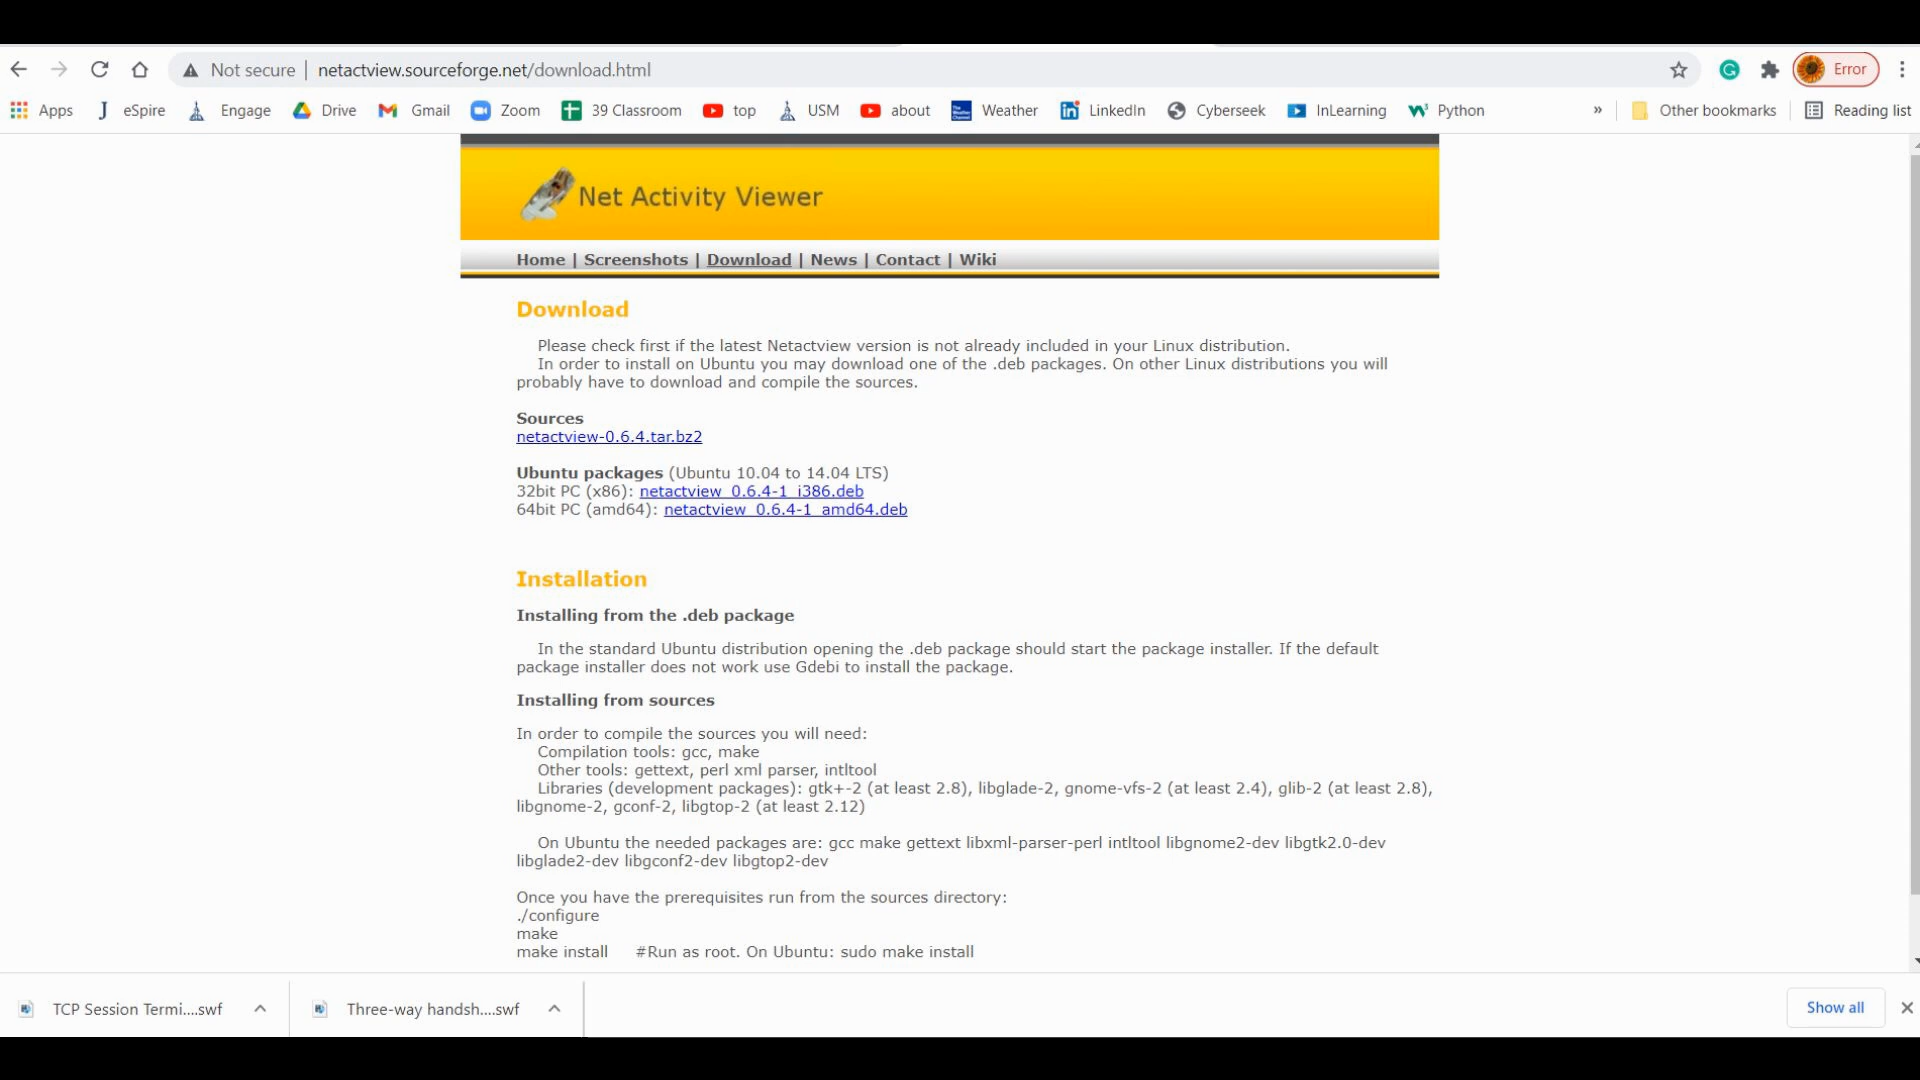 Not secure | netactview.sourceforge.net/download.html
Error
Apps eSpire Engage Drive Gmail Zoom 39 Classroom top USM about Weather LinkedIn Cyberseek InLearning Python » Other bookmarks Reading list
Net Activity Viewer
Home | Screenshots | Download | News | Contact | Wiki
Download
Please check first if the latest Netactview version is not already included in your Linux distribution.
In order to install on Ubuntu you may download one of the .deb packages. On other Linux distributions you will
probably have to download and compile the sources.
Sources
netactview-0.6.4.tar.bz2
Ubuntu packages (Ubuntu 10.04 to 14.04 LTS)
32bit PC (x86): netactview_0.6.4-1_i386.deb
64bit PC (amd64): netactview_0.6.4-1_amd64.deb
Installation
Installing from the .deb package
In the standard Ubuntu distribution opening the .deb package should start the package installer. If the default
package installer does not work use Gdebi to install the package.
Installing from sources
In order to compile the sources you will need:
Compilation tools: gcc, make
Other tools: gettext, perl xml parser, intltool
Libraries (development packages): gtk+-2 (at least 2.8), libglade-2, gnome-vfs-2 (at least 2.4), glib-2 (at least 2.8),
libgnome-2, gconf-2, libgtop-2 (at least 2.12)
On Ubuntu the needed packages are: gcc make gettext libxml-parser-perl intltool libgnome2-dev libgtk2.0-dev
libglade2-dev libgconf2-dev libgtop2-dev
Once you have the prerequisites run from the sources directory:
./configure
make
make install #Run as root. On Ubuntu: sudo make install
TCP Session Termi....swf
Three-way handsh....swf
Show all